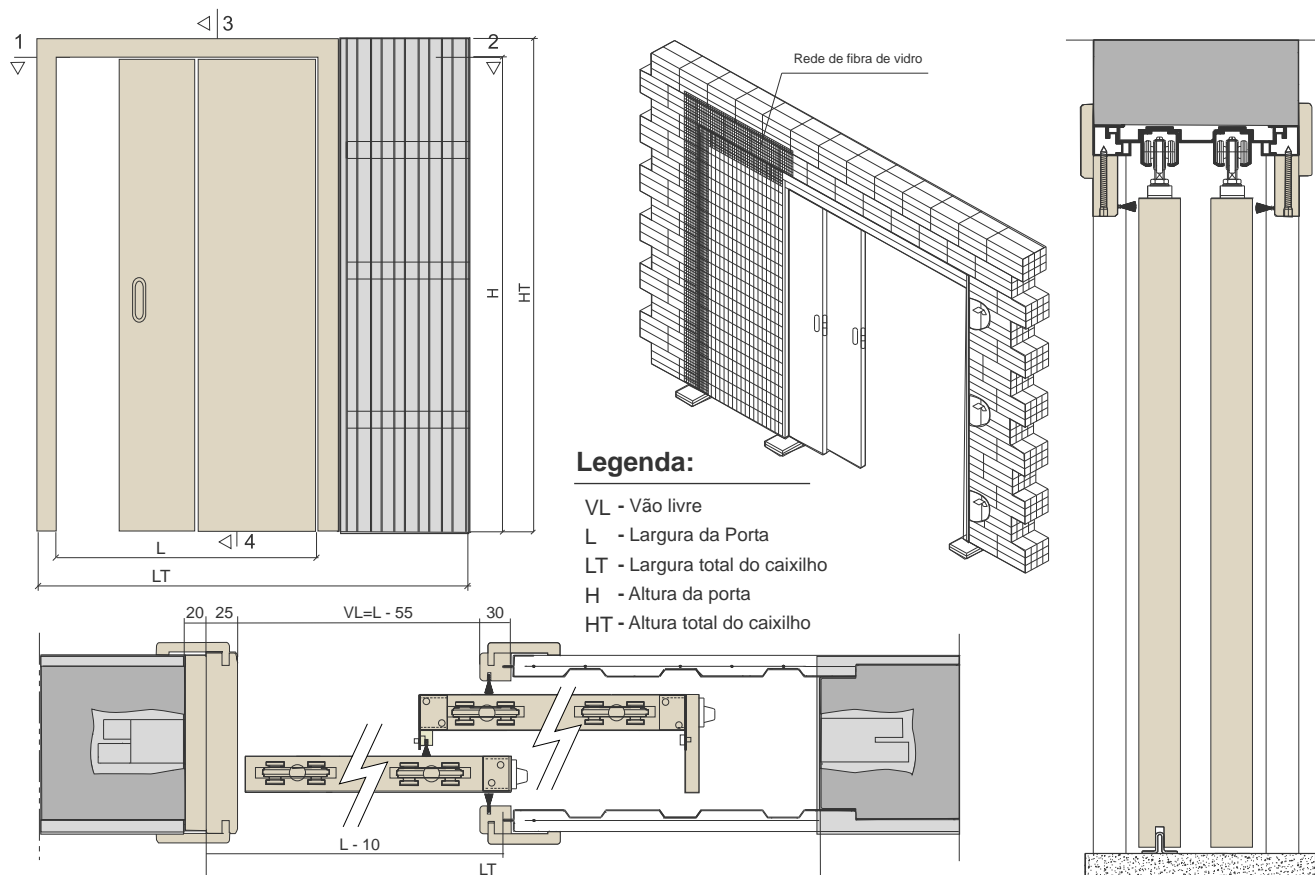 3
1
2
H
HT
4
L
LT
Rede de fibra de vidro
Legenda:
VL - Vão livre
L - Largura da Porta
LT - Largura total do caixilho
H - Altura da porta
HT - Altura total do caixilho
20 25 VL=L - 55 30
L - 10
LT